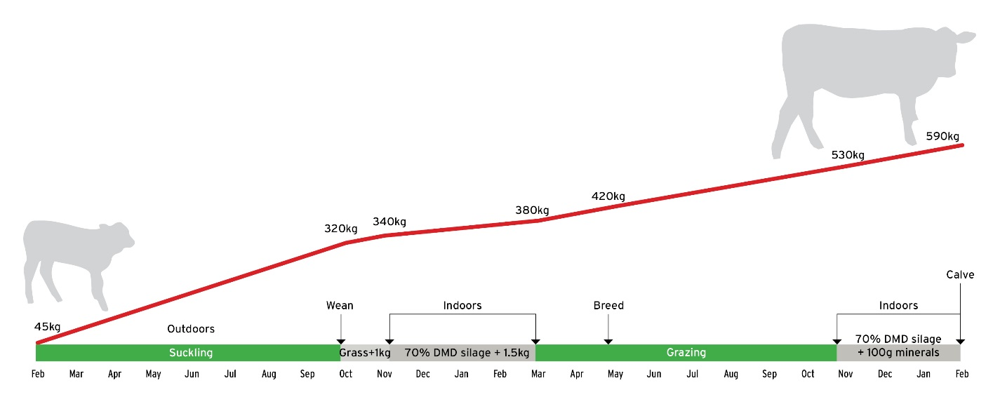 590kg
530kg
420kg
380kg
340kg
320kg
Calve
Wean
Indoors
Breed
Indoors
45kg
Outdoors
70% DMD silage
+ 100g minerals
Suckling
Grass+1kg
70% DMD silage + 1.5kg
Grazing
Feb Mar Apr May Jun Jul Aug Sep Oct Nov Dec Jan Feb Mar Apr May Jun Jul Aug Sep Oct Nov Dec Jan Feb